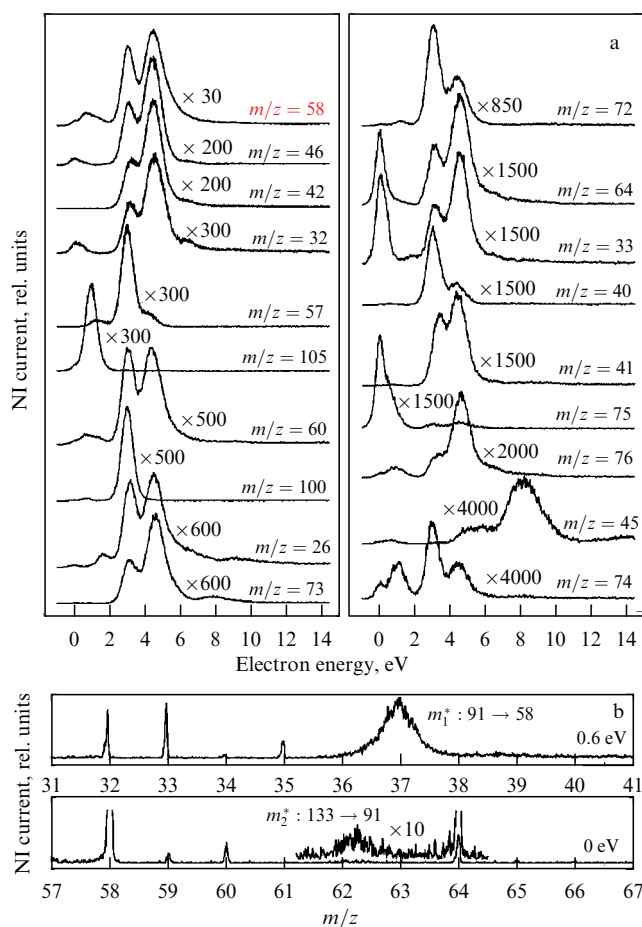 a
NI current, rel. units
× 30
m/z = 58
× 200
m/z = 46
× 200
m/z = 42
× 300
m/z = 32
×300
m/z = 57
×300
m/z = 105
×500
m/z = 60
×500
m/z = 100
×600
m/z = 26
×600
m/z = 73
0 2 4 6 8 10 12 14
×850
m/z = 72
×1500
m/z = 64
×1500
m/z = 33
×1500
m/z = 40
×1500
m/z = 41
×1500
m/z = 75
×2000
m/z = 76
×4000
m/z = 45
×4000
m/z = 74
0 2 4 6 8 10 12 14
Electron energy, eV
NI current, rel. units
b
m₁* : 91 → 58
0.6 eV
31 32 33 34 35 36 37 38 39 40 41
m₂* : 133 → 91
×10
0 eV
57 58 59 60 61 62 63 64 65 66 67
m/z